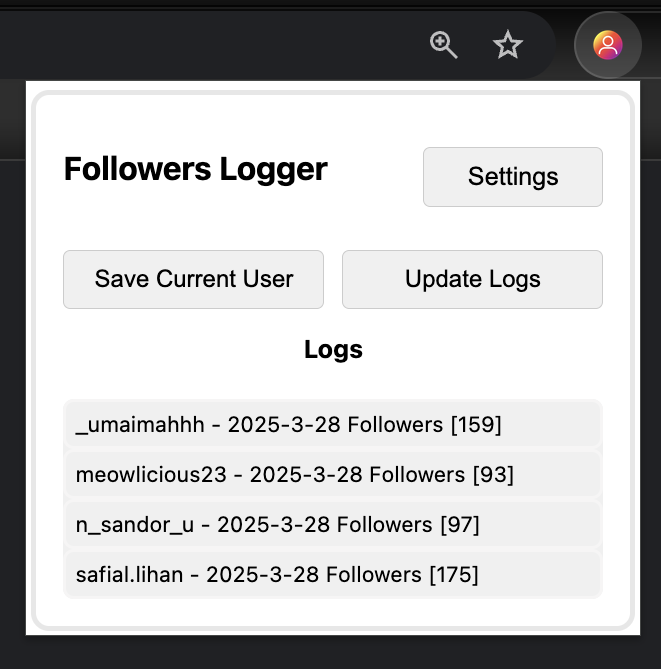 Followers Logger
Settings
Save Current User
Update Logs
Logs
_umaimahhh - 2025-3-28 Followers [159]
meowlicious23 - 2025-3-28 Followers [93]
n_sandor_u - 2025-3-28 Followers [97]
safial.lihan - 2025-3-28 Followers [175]